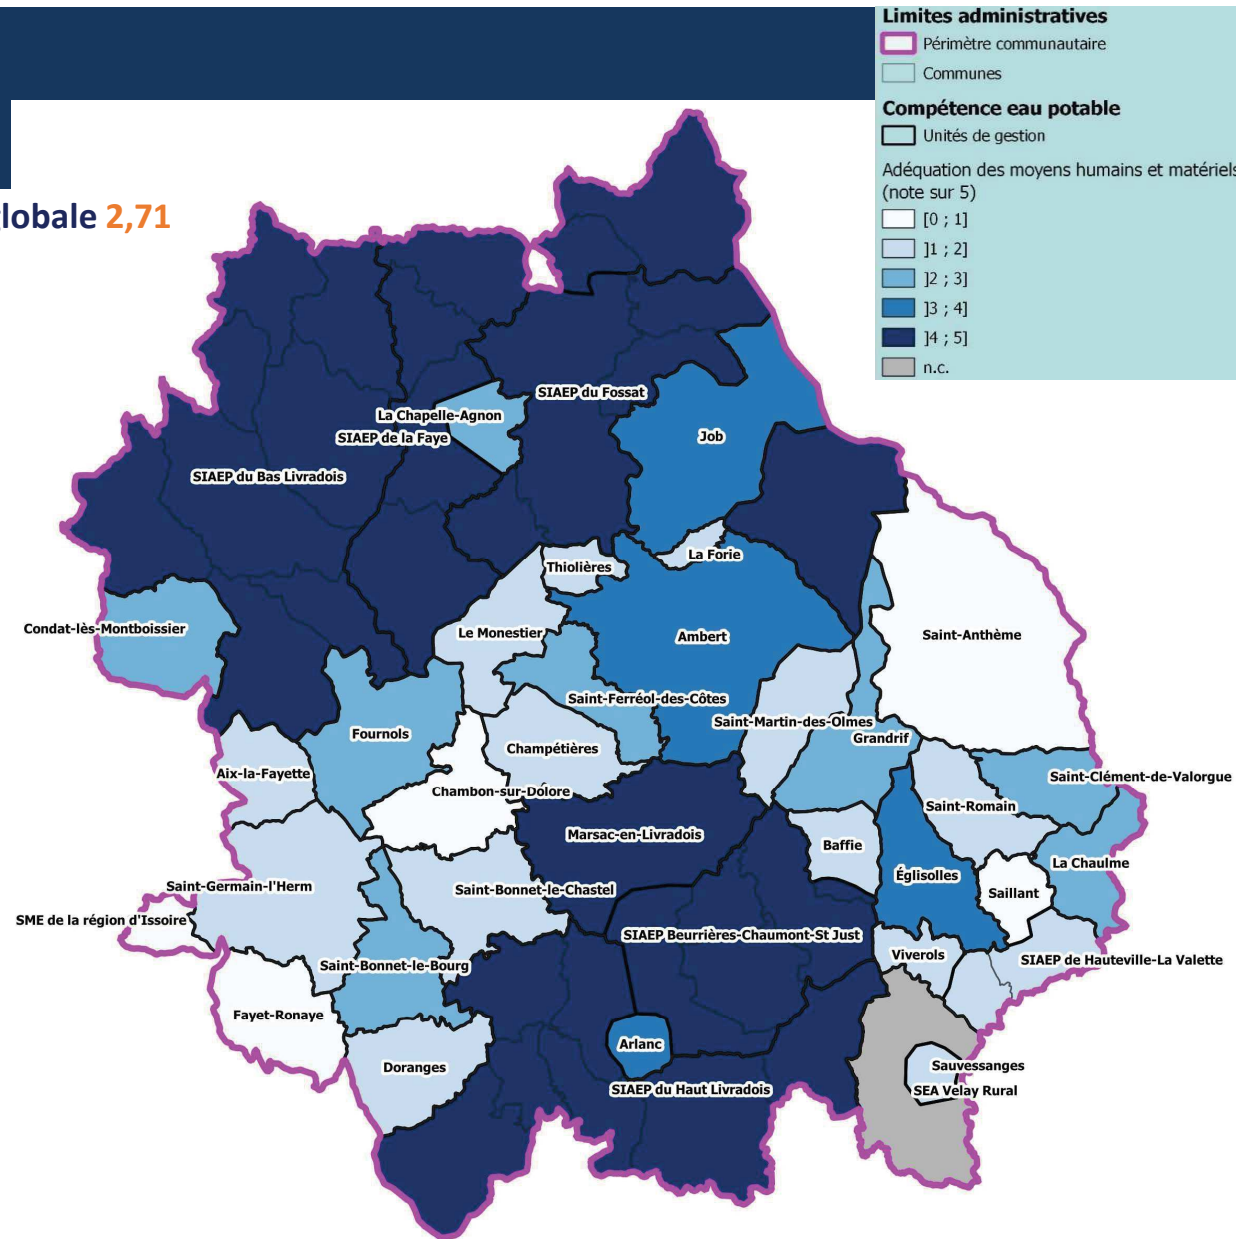 Limites administratives
Périmètre communautaire
Communes
Compétence eau potable
Unités de gestion
Adéquation des moyens humains et matériels
(note sur 5)
[0 ; 1]
]1 ; 2]
]2 ; 3]
]3 ; 4]
]4 ; 5]
n.c.
globale 2,71
SIAEP du Fossat
La Chapelle-Agnon
SIAEP de la Faye
Job
SIAEP du Bas Livradois
La Forie
Thiolières
Condat-lès-Montboissier
Le Monestier
Ambert
Saint-Anthème
Saint-Ferréol-des-Côtes
Saint-Martin-des-Olmes
Fournols
Grandrif
Champétières
Aix-la-Fayette
Saint-Clément-de-Valorgue
Chambon-sur-Dolore
Saint-Romain
Marsac-en-Livradois
Baffie
La Chaulme
Églisolles
Saint-Germain-l'Herm
Saint-Bonnet-le-Chastel
Saillant
SME de la région d'Issoire
SIAEP Beurrières-Chaumont-St Just
Viverols
SIAEP de Hauteville-La Valette
Saint-Bonnet-le-Bourg
Fayet-Ronaye
Arlanc
Doranges
Sauvessanges
SIAEP du Haut Livradois
SEA Velay Rural